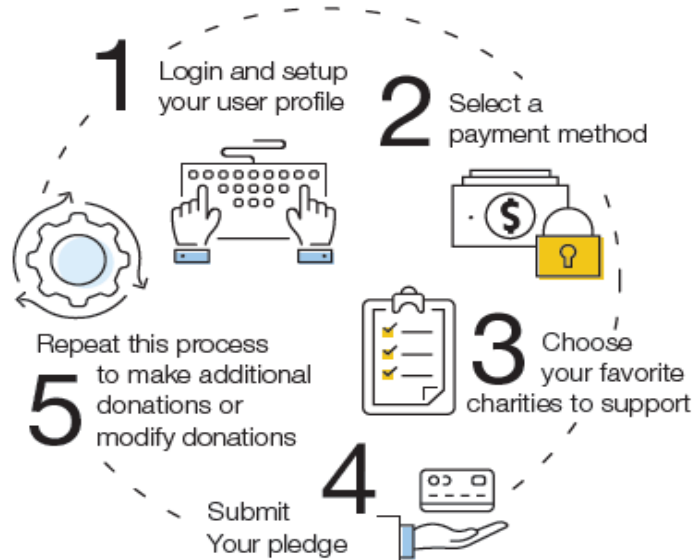 1
Login and setup
your user profile
2
Select a
payment method
$
3
Choose
your favorite
charities to support
4
Submit
Your pledge
5
Repeat this process
to make additional
donations or
modify donations